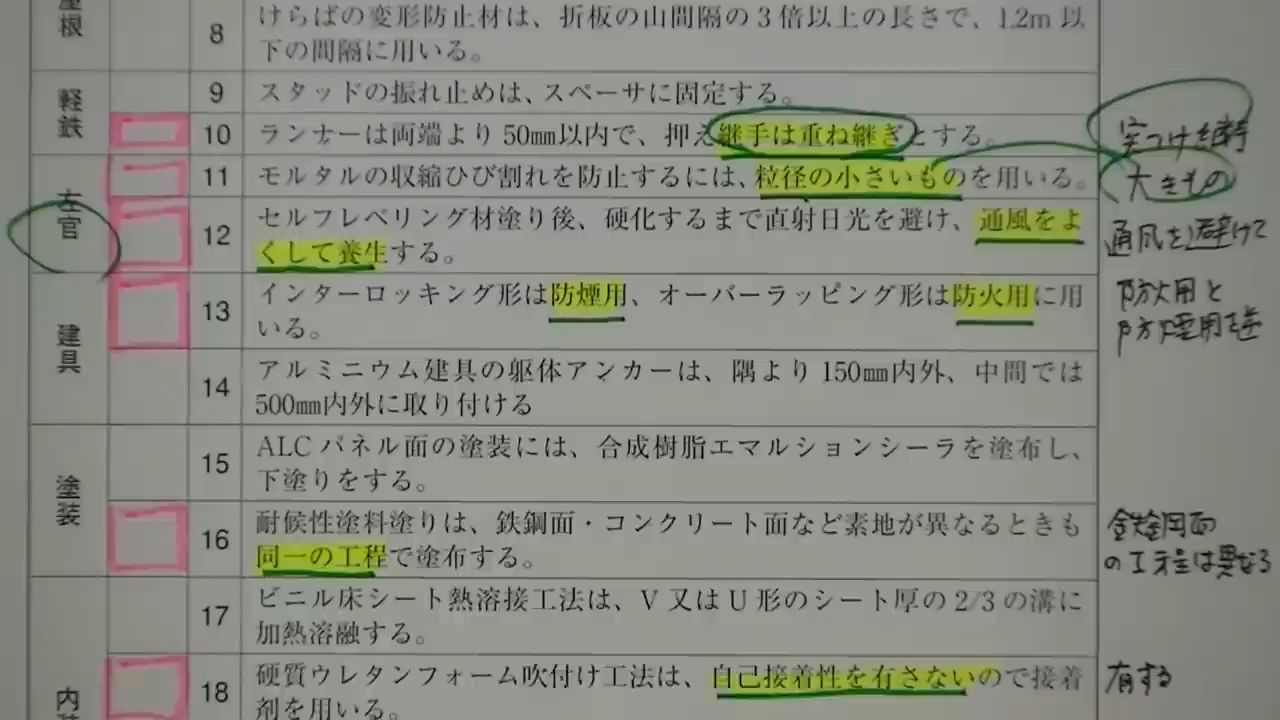 屋根
けらばの変形防止材は、折板の山間隔の3倍以上の長さで、1.2m以
8
下の間隔に用いる。
軽鉄
9 スタッドの振れ止めは、スペーサに固定する。
10 ランナーは両端より50mm以内で、押え継手は重ね継ぎとする。
突つけ継手
左官
11 モルタルの収縮ひび割れを防止するには、粒径の小さいものを用いる。
大きもの
12 セルフレベリング材塗り後、硬化するまで直射日光を避け、通風をよ
くして養生する。
通風を避けて
建具
13 インターロッキング形は防煙用、オーバーラッピング形は防火用に用
いる。
防火用と
防煙用を逆
14 アルミニウム建具の躯体アンカーは、隅より150mm内外、中間では
500mm内外に取り付ける
塗装
15 ALCパネル面の塗装には、合成樹脂エマルションシーラを塗布し、
下塗りをする。
16 耐候性塗料塗りは、鉄鋼面・コンクリート面など素地が異なるときも
同一の工程で塗布する。
の工程は異なる
内装
17 ビニル床シート熱溶接工法は、V又はU形のシート厚の2/3の溝に
加熱溶融する。
18 硬質ウレタンフォーム吹付け工法は、自己接着性を有さないので接着
剤を用いる。
有する